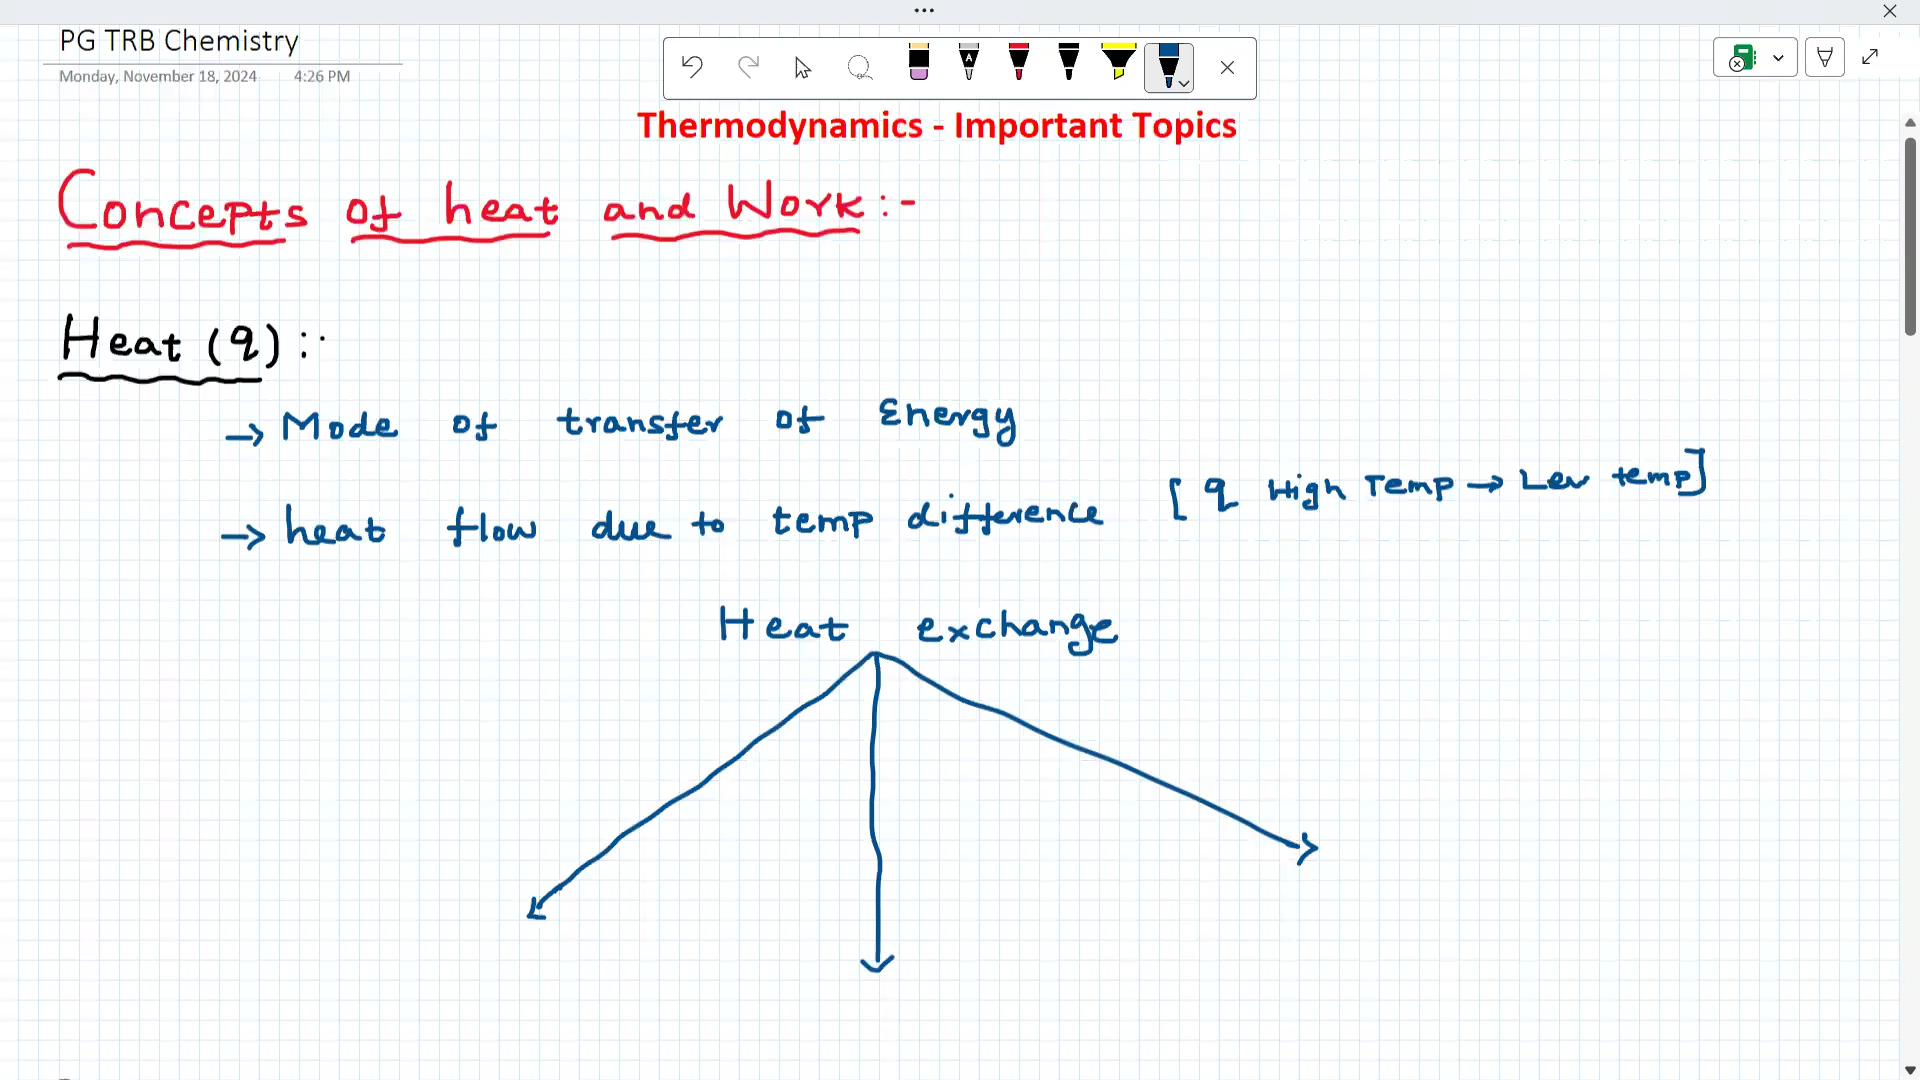 PG TRB Chemistry
Monday, November 18, 2024 4:26 PM
Thermodynamics - Important Topics
Concepts of heat and Work:-
Heat (q) :-
→ Mode of transfer of Energy
→ heat flow due to temp difference [ q High Temp → Low temp]
Heat exchange